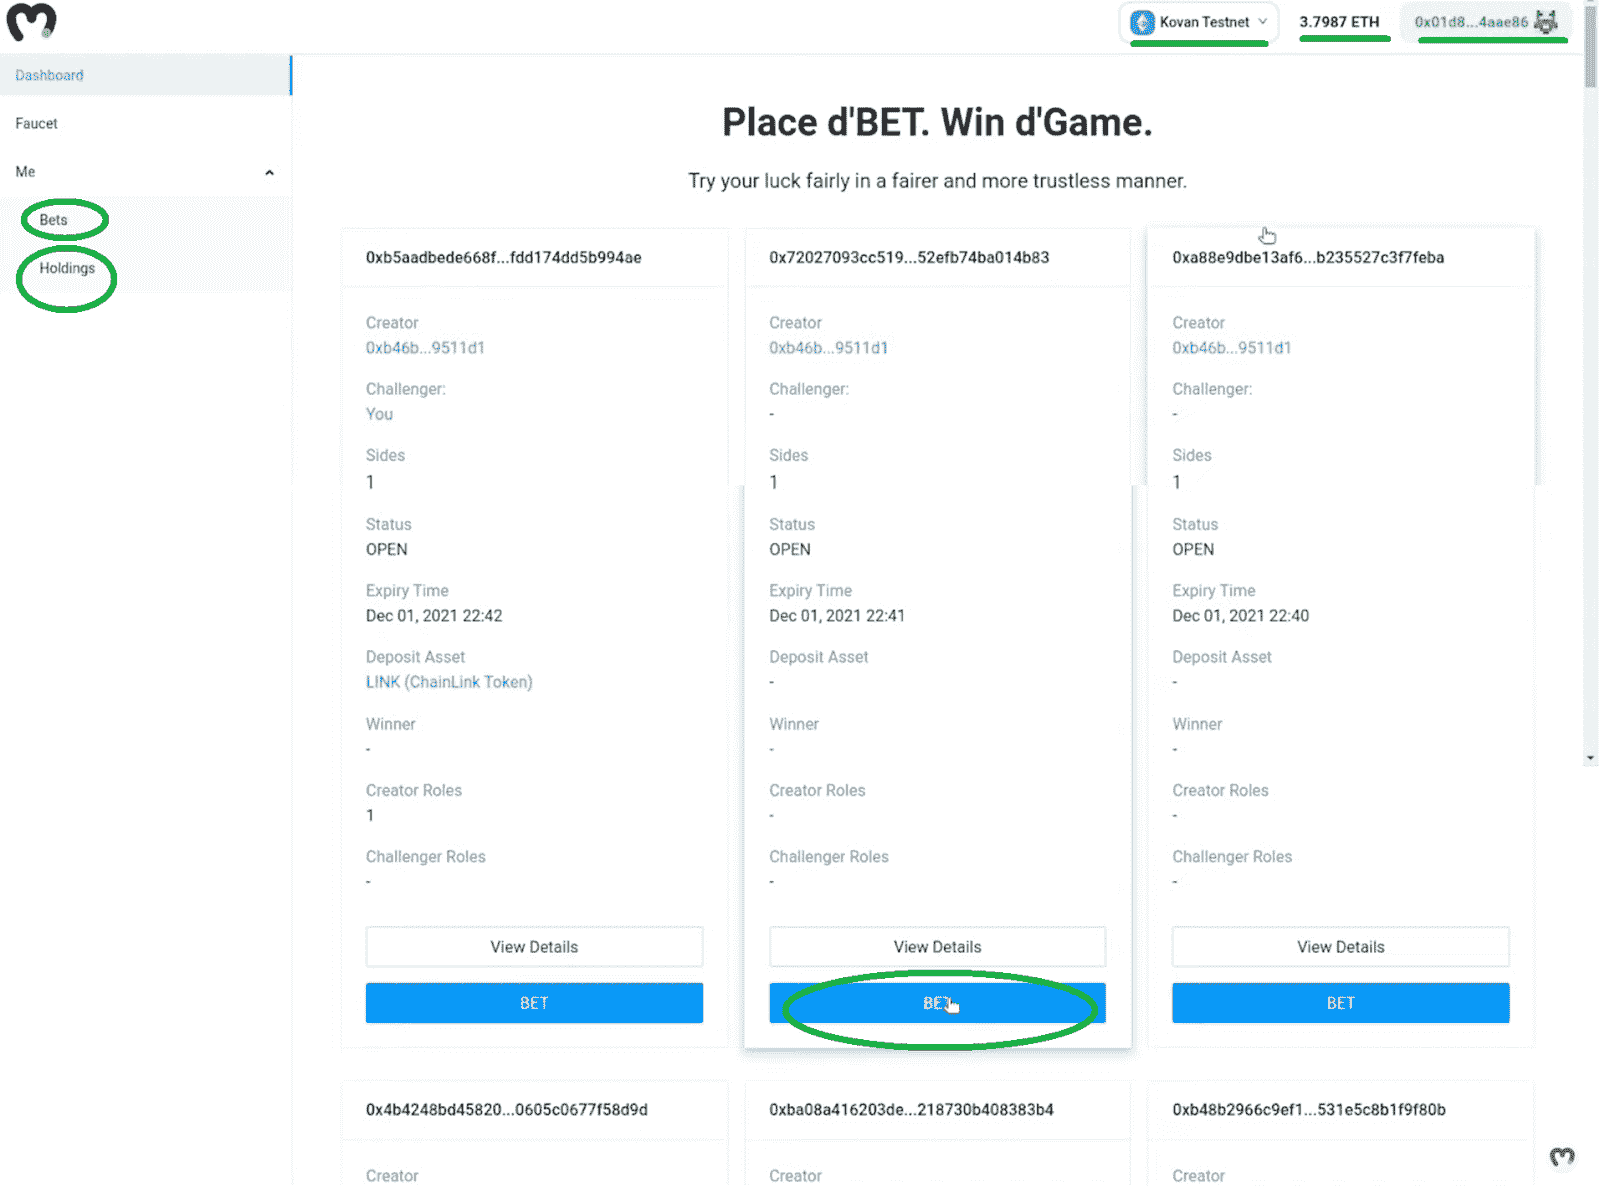 Kovan Testnet 3.7987 ETH 0x01d8...4aae86
Dashboard
Faucet
Me
Bets
Holdings
Place d'BET. Win d'Game.
Try your luck fairly in a fairer and more trustless manner.
0xb5aadbede668f...fdd174dd5b994ae
Creator
0xb46b...9511d1
Challenger:
You
Sides
1
Status
OPEN
Expiry Time
Dec 01, 2021 22:42
Deposit Asset
LINK (ChainLink Token)
Winner
-
Creator Roles
1
Challenger Roles
-
View Details
BET
0x72027093cc519...52efb74ba014b83
Creator
0xb46b...9511d1
Challenger:
-
Sides
1
Status
OPEN
Expiry Time
Dec 01, 2021 22:41
Deposit Asset
-
Winner
-
Creator Roles
-
Challenger Roles
-
View Details
BET
0xa88e9dbe13af6...b235527c3f7feba
Creator
0xb46b...9511d1
Challenger:
-
Sides
1
Status
OPEN
Expiry Time
Dec 01, 2021 22:40
Deposit Asset
-
Winner
-
Creator Roles
-
Challenger Roles
-
View Details
BET
0x4b4248bd45820...0605c0677f58d9d
Creator
0xba08a416203de...218730b408383b4
Creator
0xb48b2966c9ef1...531e5c8b1f9f80b
Creator